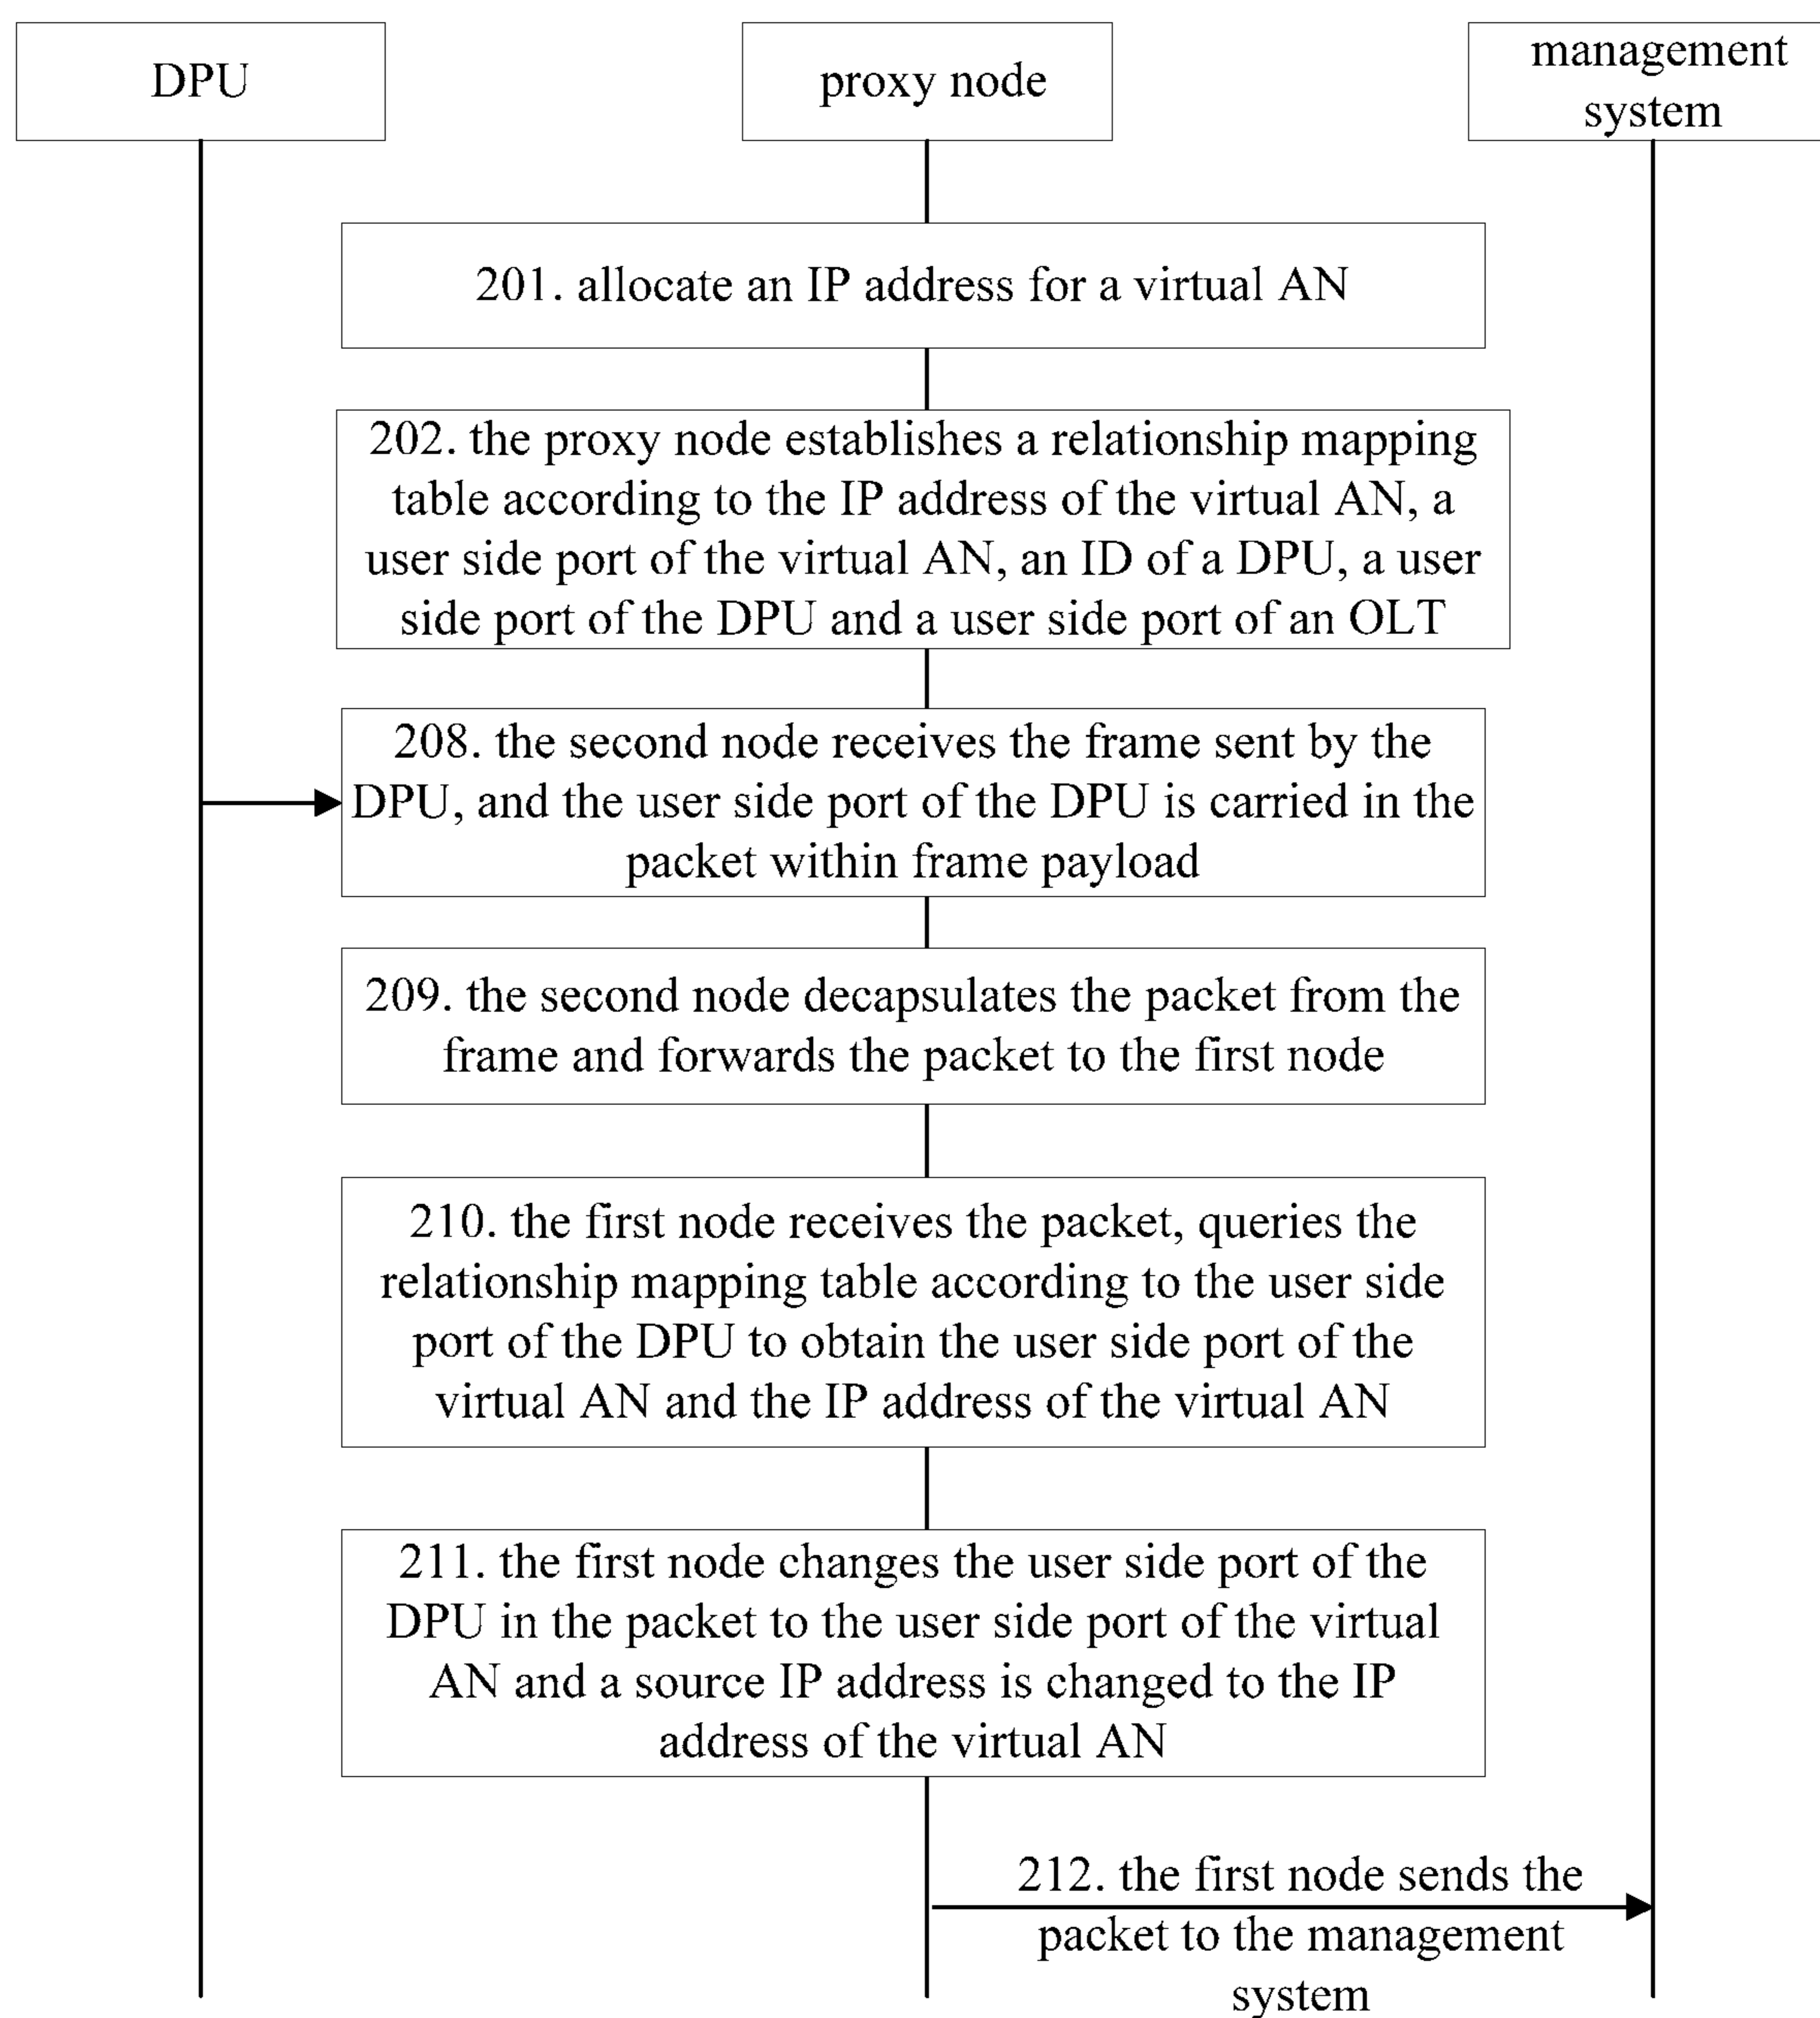 DPU
proxy node
management
system
201. allocate an IP address for a virtual AN
202. the proxy node establishes a relationship mapping
table according to the IP address of the virtual AN, a
user side port of the virtual AN, an ID of a DPU, a user
side port of the DPU and a user side port of an OLT
208. the second node receives the frame sent by the
DPU, and the user side port of the DPU is carried in the
packet within frame payload
209. the second node decapsulates the packet from the
frame and forwards the packet to the first node
210. the first node receives the packet, queries the
relationship mapping table according to the user side
port of the DPU to obtain the user side port of the
virtual AN and the IP address of the virtual AN
211. the first node changes the user side port of the
DPU in the packet to the user side port of the virtual
AN and a source IP address is changed to the IP
address of the virtual AN
212. the first node sends the
packet to the management
system